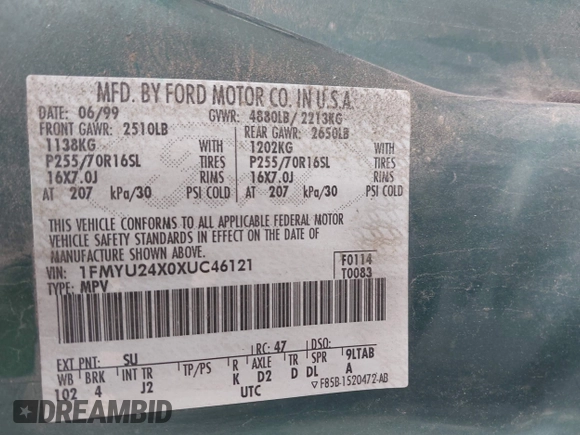 MFD. BY FORD MOTOR CO. IN U.S.A.
DATE: 06/99 GVWR: 4880LB/ 2213KG
FRONT GAWR: 2510LB REAR GAWR: 2650LB
1138KG WITH 1202KG WITH
P255/70R16SL TIRES P255/70R16SL TIRES
16X7.0J RIMS 16X7.0J RIMS
AT 207 kPa/30 PSI COLD AT 207 kPa/30 PSI COLD
THIS VEHICLE CONFORMS TO ALL APPLICABLE FEDERAL MOTOR
VEHICLE SAFETY STANDARDS IN EFFECT ON THE DATE OF
MANUFACTURE SHOWN ABOVE.
VIN: 1FMYU24X0XUC46121 F0114
TYPE: MPV T0083
EXT PNT: SU RC: 47 DSO:
WB BRK INT TR TP/PS R AXLE TR SPR 9LTAB
102 4 J2 K D2 D DL A
UTC ▽ F85B-1520472-AB
DREAMBID